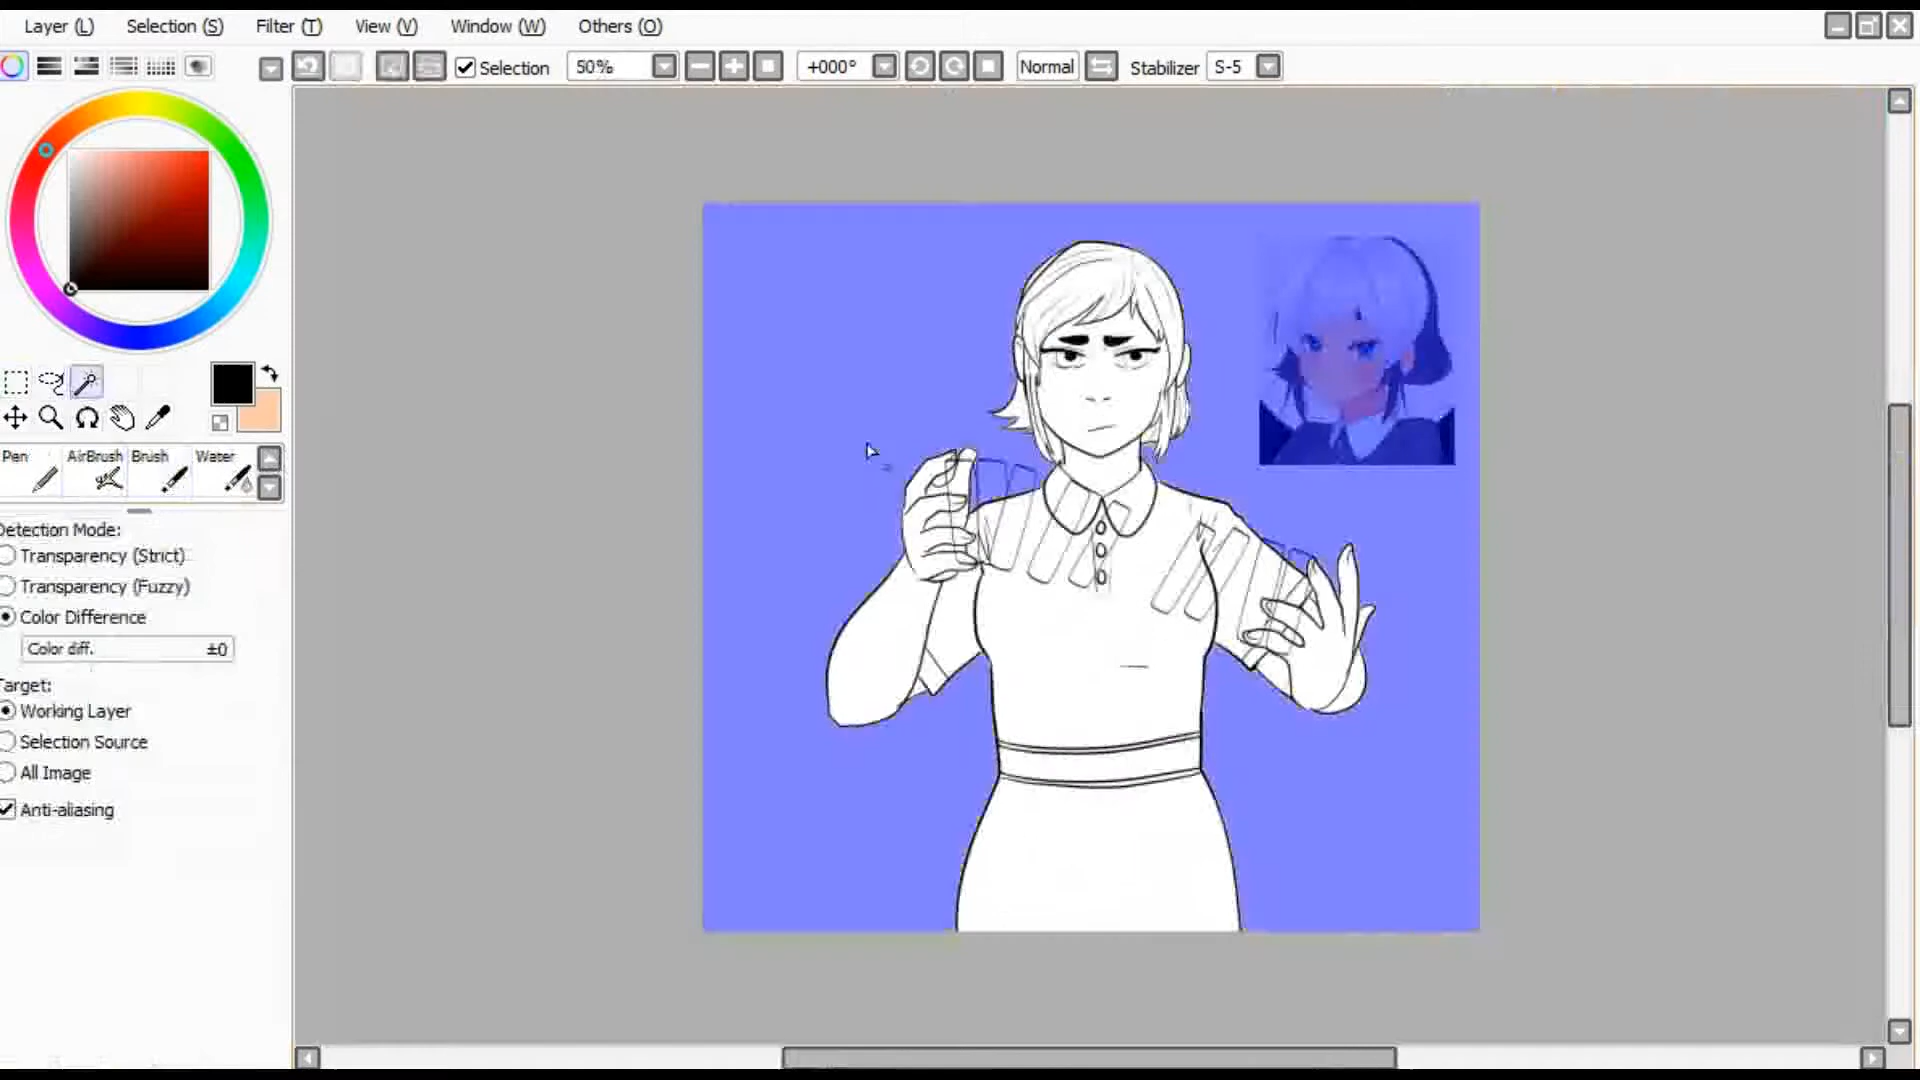 Layer (L) Selection (S) Filter (T) View (V) Window (W) Others (O)
Selection 50% +000° Normal Stabilizer S-5
Pen AirBrush Brush Water
Detection Mode:
Transparency (Strict)
Transparency (Fuzzy)
Color Difference
Color diff. ±0
Target:
Working Layer
Selection Source
All Image
Anti-aliasing